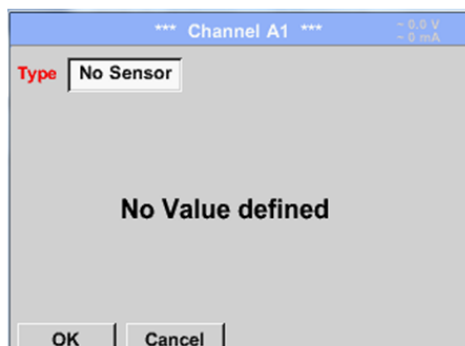 *** Channel A1 ***
~ 0.0 V
~ 0 mA
Type No Sensor
No Value defined
OK Cancel